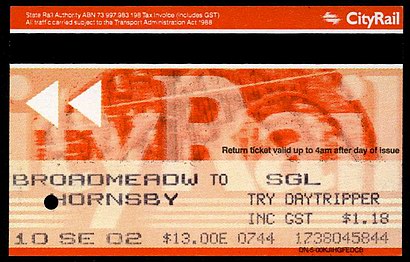 State Rail Authority ABN 73 997 983 198 Tax Invoice (includes GST)
All traffic carried subject to the Transport Administration Act 1988
CityRail
Return ticket valid up to 4am after day of issue
BROADMEADW TO SGL
HORNSBY TRY DAYTRIPPER
INC GST $1.18
10 SE 02 $13.00E 0744 1738045844